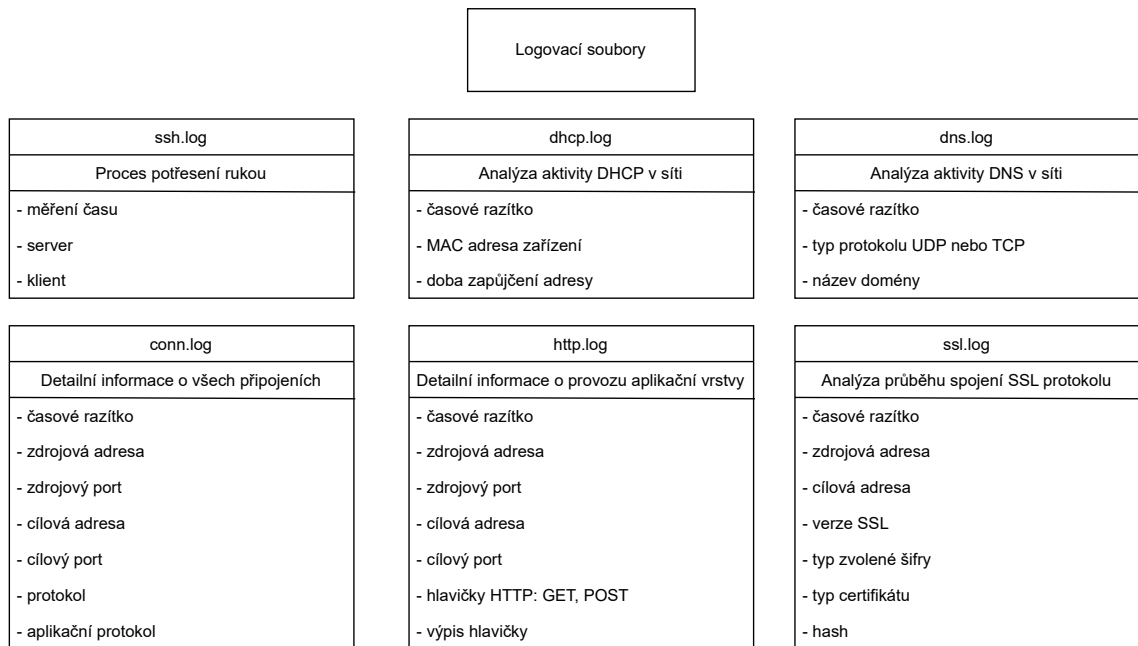 Logovací soubory
ssh.log
Proces potřesení rukou
- měření času
- server
- klient
dhcp.log
Analýza aktivity DHCP v síti
- časové razítko
- MAC adresa zařízení
- doba zapůjčení adresy
dns.log
Analýza aktivity DNS v síti
- časové razítko
- typ protokolu UDP nebo TCP
- název domény
conn.log
Detailní informace o všech připojeních
- časové razítko
- zdrojová adresa
- zdrojový port
- cílová adresa
- cílový port
- protokol
- aplikační protokol
http.log
Detailní informace o provozu aplikační vrstvy
- časové razítko
- zdrojová adresa
- zdrojový port
- cílová adresa
- cílový port
- hlavičky HTTP: GET, POST
- výpis hlavičky
ssl.log
Analýza průběhu spojení SSL protokolu
- časové razítko
- zdrojová adresa
- cílová adresa
- verze SSL
- typ zvolené šifry
- typ certifikátu
- hash